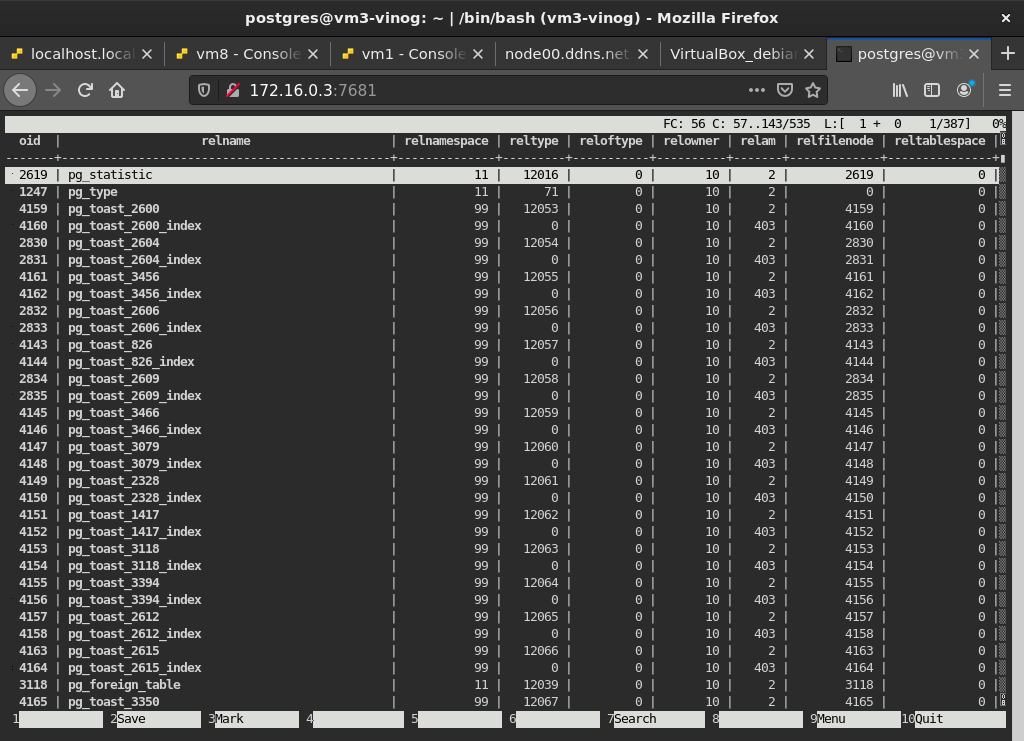 postgres@vm3-vinog: ~ | /bin/bash (vm3-vinog) - Mozilla Firefox
localhost.loca
vm8 - Console
vm1 - Console
node00.ddns.net
VirtualBox_debian
postgres@vm3
172.16.0.3:7681
FC: 56 C: 57..143/535 L:[ 1 + 0 1/387] 0%
oid | relname | relnamespace | reltype | reloftype | relowner | relam | relfilenode | reltablespace |
2619 | pg_statistic | 11 | 12016 | 0 | 10 | 2 | 2619 | 0 |
1247 | pg_type | 11 | 71 | 0 | 10 | 2 | 0 | 0 |
4159 | pg_toast_2600 | 99 | 12053 | 0 | 10 | 2 | 4159 | 0 |
4160 | pg_toast_2600_index | 99 | 0 | 0 | 10 | 403 | 4160 | 0 |
2830 | pg_toast_2604 | 99 | 12054 | 0 | 10 | 2 | 2830 | 0 |
2831 | pg_toast_2604_index | 99 | 0 | 0 | 10 | 403 | 2831 | 0 |
4161 | pg_toast_3456 | 99 | 12055 | 0 | 10 | 2 | 4161 | 0 |
4162 | pg_toast_3456_index | 99 | 0 | 0 | 10 | 403 | 4162 | 0 |
2832 | pg_toast_2606 | 99 | 12056 | 0 | 10 | 2 | 2832 | 0 |
2833 | pg_toast_2606_index | 99 | 0 | 0 | 10 | 403 | 2833 | 0 |
4143 | pg_toast_826 | 99 | 12057 | 0 | 10 | 2 | 4143 | 0 |
4144 | pg_toast_826_index | 99 | 0 | 0 | 10 | 403 | 4144 | 0 |
2834 | pg_toast_2609 | 99 | 12058 | 0 | 10 | 2 | 2834 | 0 |
2835 | pg_toast_2609_index | 99 | 0 | 0 | 10 | 403 | 2835 | 0 |
4145 | pg_toast_3466 | 99 | 12059 | 0 | 10 | 2 | 4145 | 0 |
4146 | pg_toast_3466_index | 99 | 0 | 0 | 10 | 403 | 4146 | 0 |
4147 | pg_toast_3079 | 99 | 12060 | 0 | 10 | 2 | 4147 | 0 |
4148 | pg_toast_3079_index | 99 | 0 | 0 | 10 | 403 | 4148 | 0 |
4149 | pg_toast_2328 | 99 | 12061 | 0 | 10 | 2 | 4149 | 0 |
4150 | pg_toast_2328_index | 99 | 0 | 0 | 10 | 403 | 4150 | 0 |
4151 | pg_toast_1417 | 99 | 12062 | 0 | 10 | 2 | 4151 | 0 |
4152 | pg_toast_1417_index | 99 | 0 | 0 | 10 | 403 | 4152 | 0 |
4153 | pg_toast_3118 | 99 | 12063 | 0 | 10 | 2 | 4153 | 0 |
4154 | pg_toast_3118_index | 99 | 0 | 0 | 10 | 403 | 4154 | 0 |
4155 | pg_toast_3394 | 99 | 12064 | 0 | 10 | 2 | 4155 | 0 |
4156 | pg_toast_3394_index | 99 | 0 | 0 | 10 | 403 | 4156 | 0 |
4157 | pg_toast_2612 | 99 | 12065 | 0 | 10 | 2 | 4157 | 0 |
4158 | pg_toast_2612_index | 99 | 0 | 0 | 10 | 403 | 4158 | 0 |
4163 | pg_toast_2615 | 99 | 12066 | 0 | 10 | 2 | 4163 | 0 |
4164 | pg_toast_2615_index | 99 | 0 | 0 | 10 | 403 | 4164 | 0 |
3118 | pg_foreign_table | 11 | 12039 | 0 | 10 | 2 | 3118 | 0 |
4165 | pg_toast_3350 | 99 | 12067 | 0 | 10 | 2 | 4165 | 0 |
1 2Save 3Mark 4 5 6 7Search 8 9Menu 10Quit